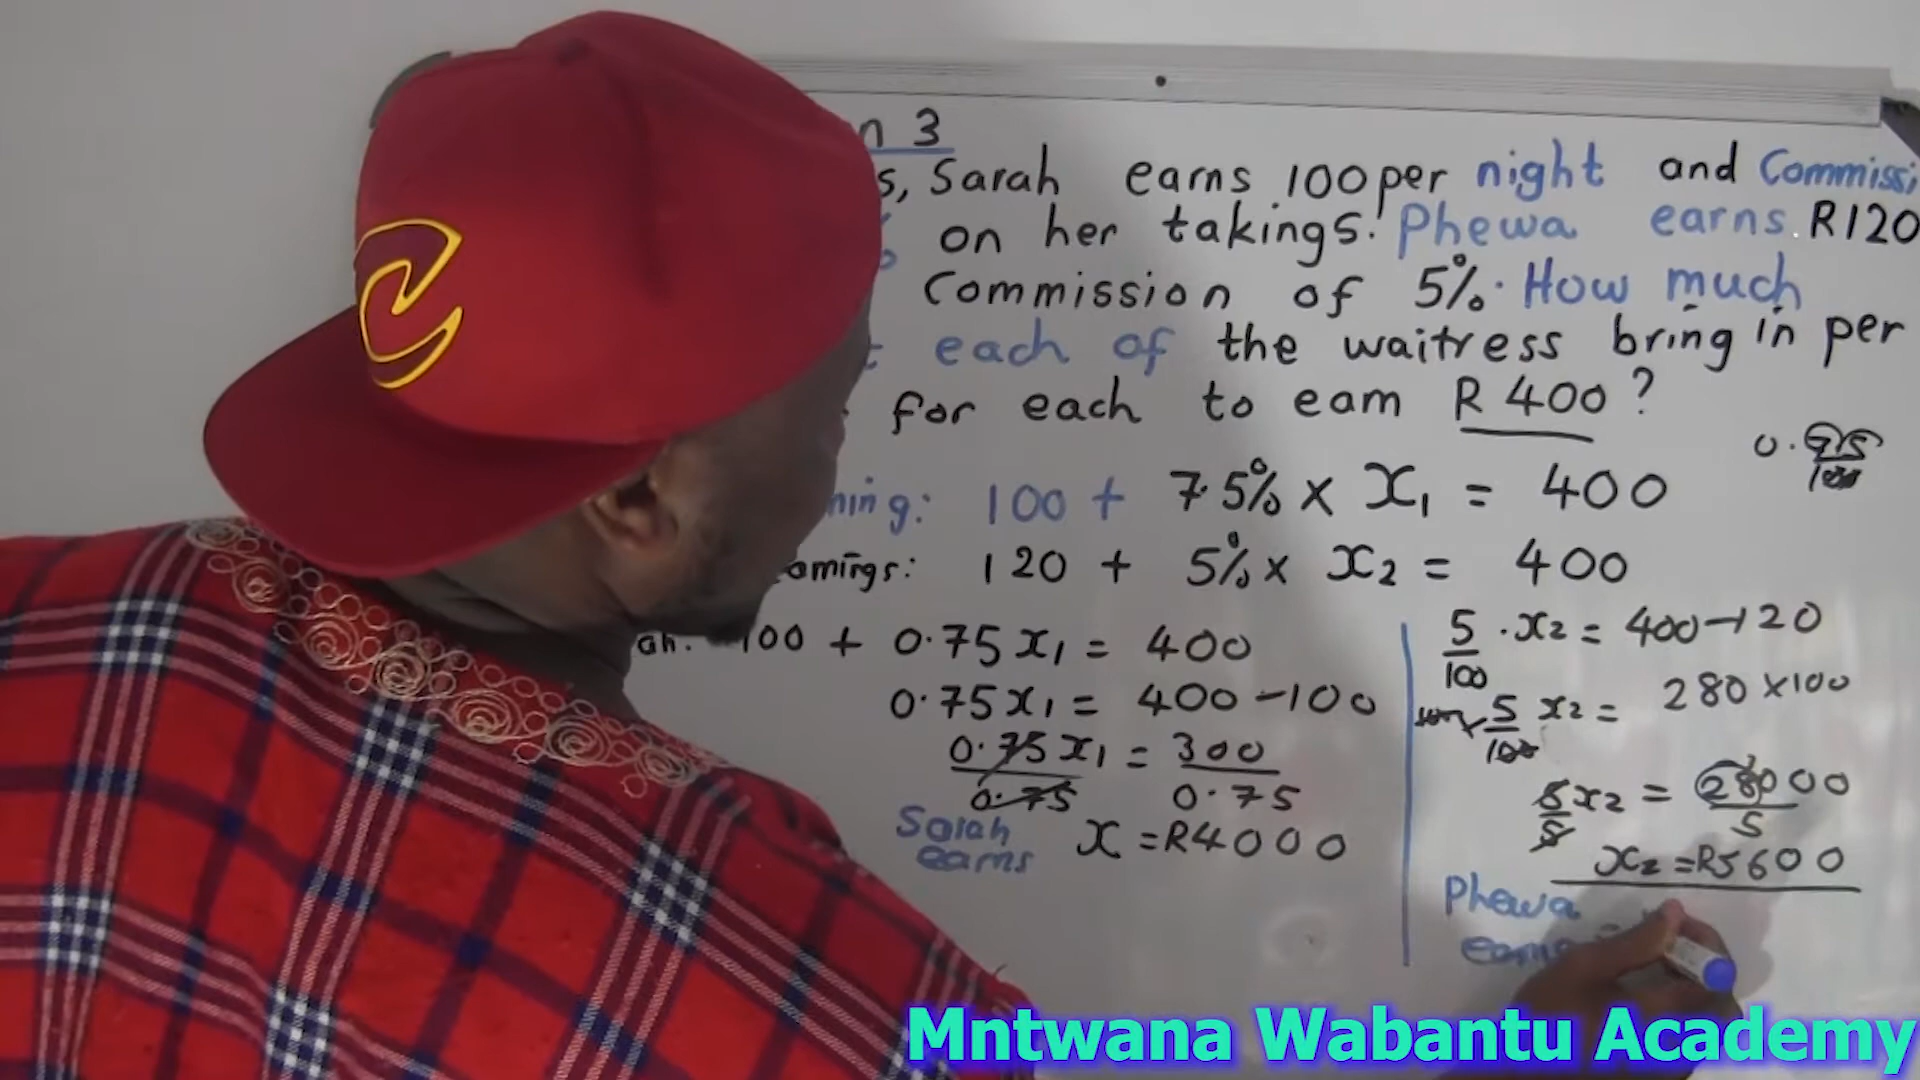 n 3
s, Sarah earns 100 per night and Commissi
% on her takings. Phewa earns R120
Commission of 5%. How much
t each of the waitress bring in per
for each to earn R 400?
0.75
100
ning: 100 + 7.5% x x₁ = 400
earnings: 120 + 5% x x₂ = 400
ah: 100 + 0.75x₁ = 400
0.75x₁ = 400 - 100
0.75x₁ = 300
0.75 0.75
Sarah earns x = R4000
5/100 . x₂ = 400 - 120
5/100 x₂ = 280 x 100
5x₂ = 28000
5 5
x₂ = R5600
Phewa
earns =
C
Mntwana Wabantu Academy